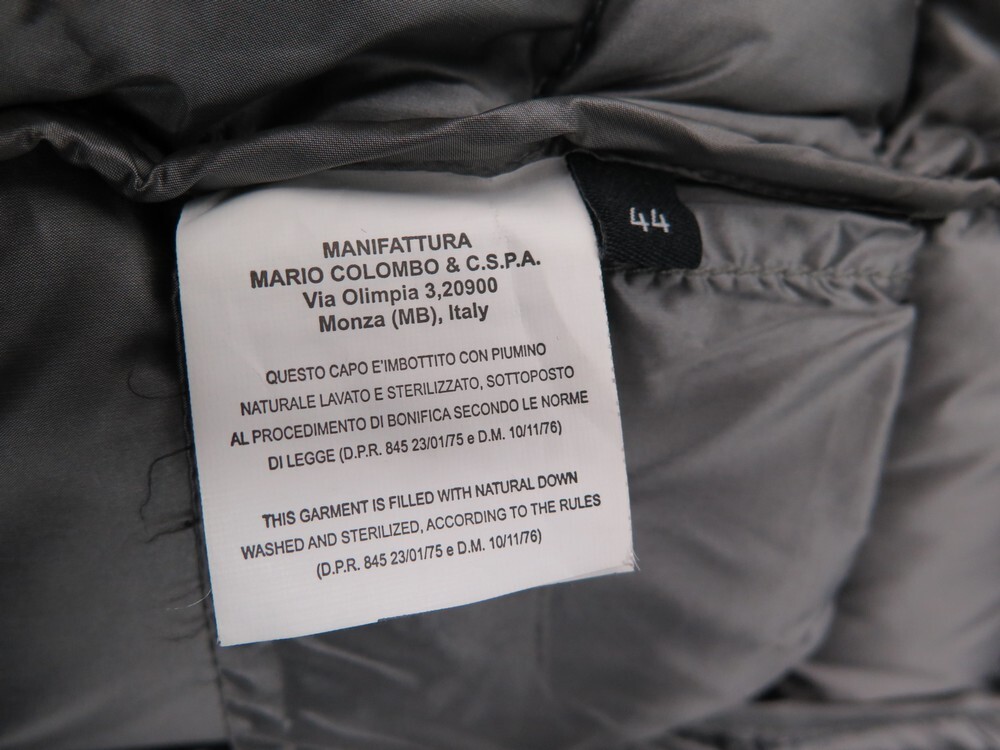 MANIFATTURA
MARIO COLOMBO & C.S.P.A.
Via Olimpia 3,20900
Monza (MB), Italy
QUESTO CAPO E'IMBOTTITO CON PIUMINO
NATURALE LAVATO E STERILIZZATO, SOTTOPOSTO
AL PROCEDIMENTO DI BONIFICA SECONDO LE NORME
DI LEGGE (D.P.R. 845 23/01/75 e D.M. 10/11/76)
THIS GARMENT IS FILLED WITH NATURAL DOWN
WASHED AND STERILIZED, ACCORDING TO THE RULES
(D.P.R. 845 23/01/75 e D.M. 10/11/76)
44